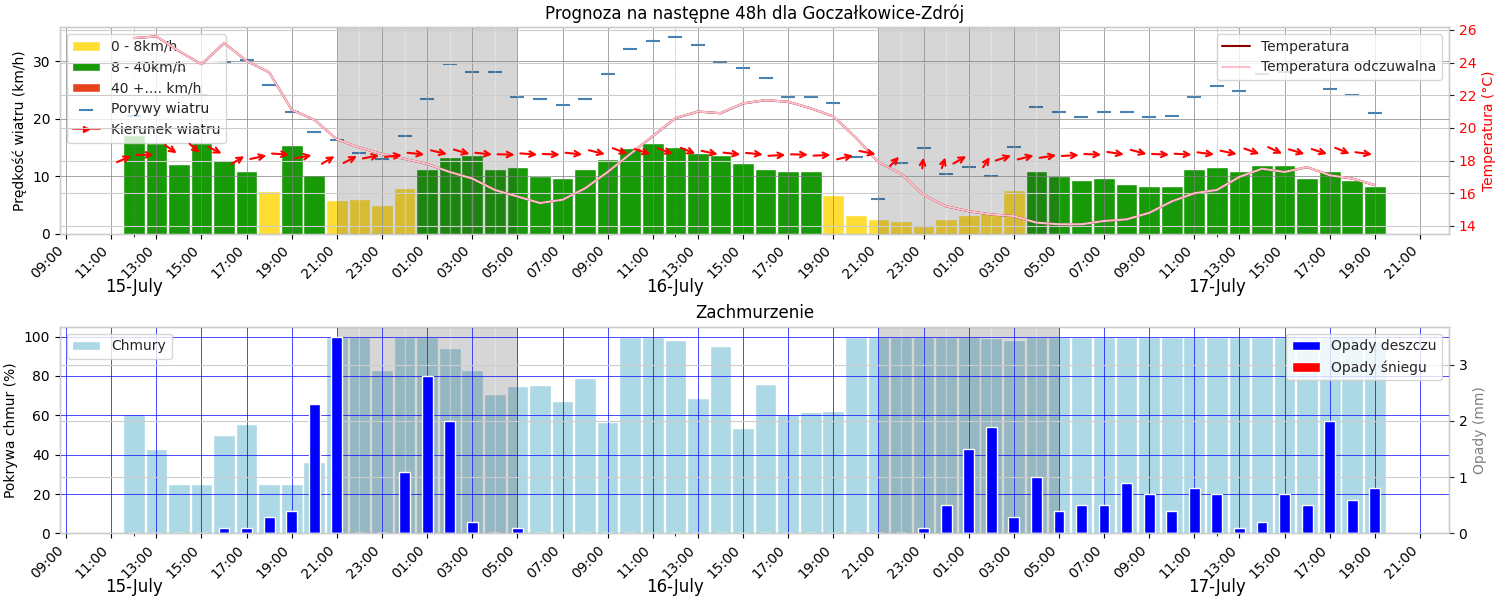 Prognoza na następne 48h dla Goczałkowice-Zdrój
Prędkość wiatru (km/h)
0 - 8km/h
8 - 40km/h
40 +.... km/h
Porywy wiatru
Kierunek wiatru
Temperatura
Temperatura odczuwalna
Temperatura (°C)
30
20
10
0
26
24
22
20
18
16
14
09:00 11:00 13:00 15:00 17:00 19:00 21:00 23:00 01:00 03:00 05:00 07:00 09:00 11:00 13:00 15:00 17:00 19:00 21:00 23:00 01:00 03:00 05:00 07:00 09:00 11:00 13:00 15:00 17:00 19:00 21:00
15-July 16-July 17-July
Zachmurzenie
Pokrywa chmur (%)
Chmury
Opady deszczu
Opady śniegu
Opady (mm)
100
80
60
40
20
0
3
2
1
0
09:00 11:00 13:00 15:00 17:00 19:00 21:00 23:00 01:00 03:00 05:00 07:00 09:00 11:00 13:00 15:00 17:00 19:00 21:00 23:00 01:00 03:00 05:00 07:00 09:00 11:00 13:00 15:00 17:00 19:00 21:00
15-July 16-July 17-July